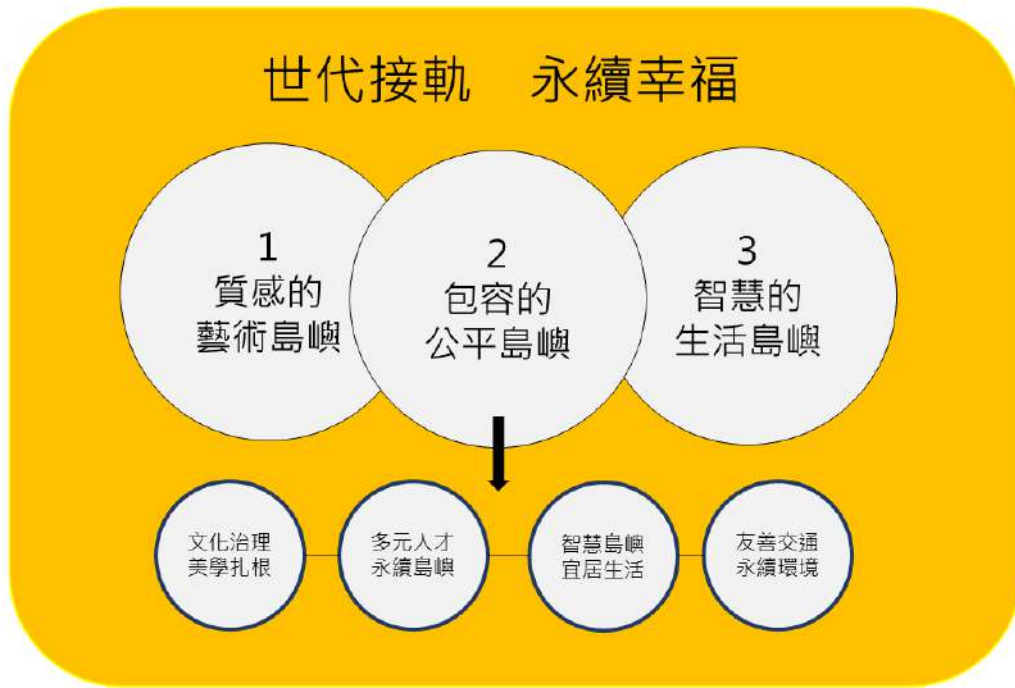 世代接軌　永續幸福
1
質感的
藝術島嶼
2
包容的
公平島嶼
3
智慧的
生活島嶼
文化治理
美學扎根
多元人才
永續島嶼
智慧島嶼
宜居生活
友善交通
永續環境